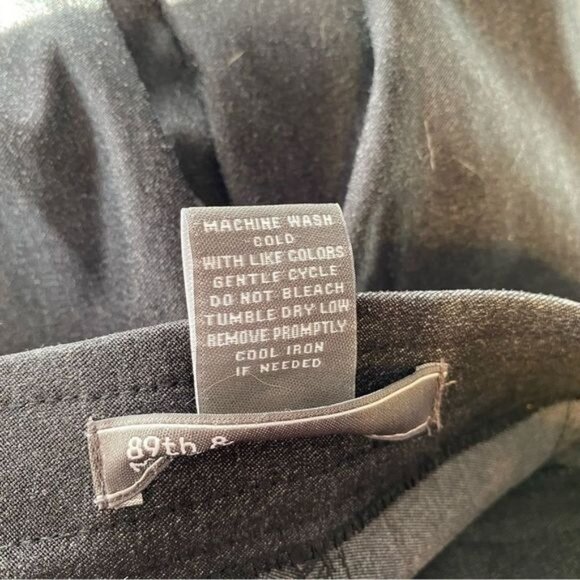 MACHINE WASH
COLD
WITH LIKE COLORS
GENTLE CYCLE
DO NOT BLEACH
TUMBLE DRY LOW
REMOVE PROMPTLY
COOL IRON
IF NEEDED
89th &